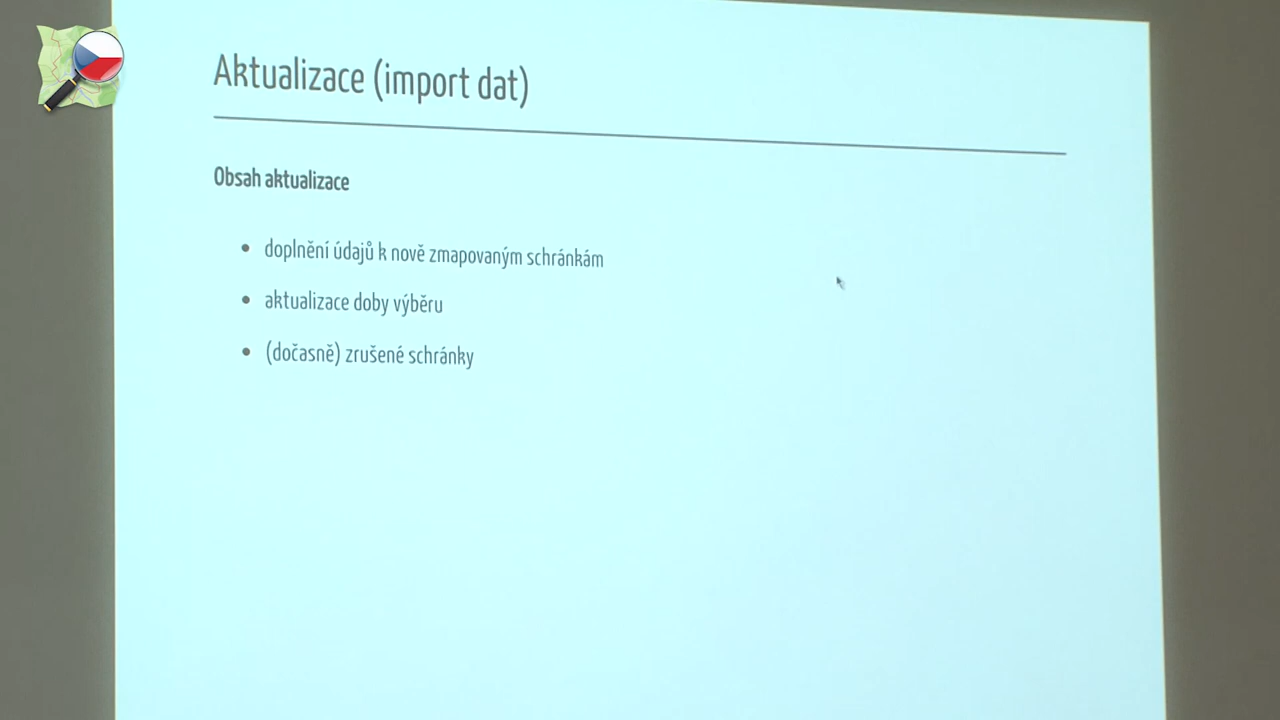 Aktualizace (import dat)
Obsah aktualizace
doplnění údajů k nově zmapovaným schránkám
aktualizace doby výběru
(dočasně) zrušené schránky